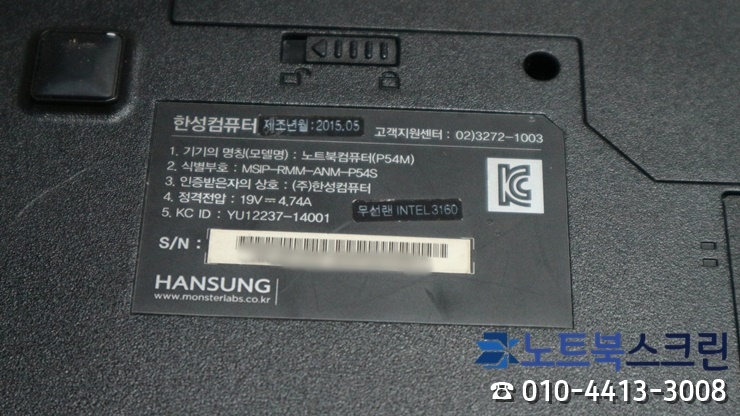 한성컴퓨터 제조년월:2015.05 고객지원센터 : 02)3272-1003
1. 기기의 명칭(모델명) : 노트북컴퓨터(P54M)
2. 식별부호 : MSIP-RMM-ANM-P54S
3. 인증받은자의 상호 : (주)한성컴퓨터
4. 정격전압 : 19V⎓4.74A
5. KC ID : YU12237-14001 무선랜 INTEL3160
S/N :
HANSUNG
www.monsterlabs.co.kr
노트북스크린
☎ 010-4413-3008